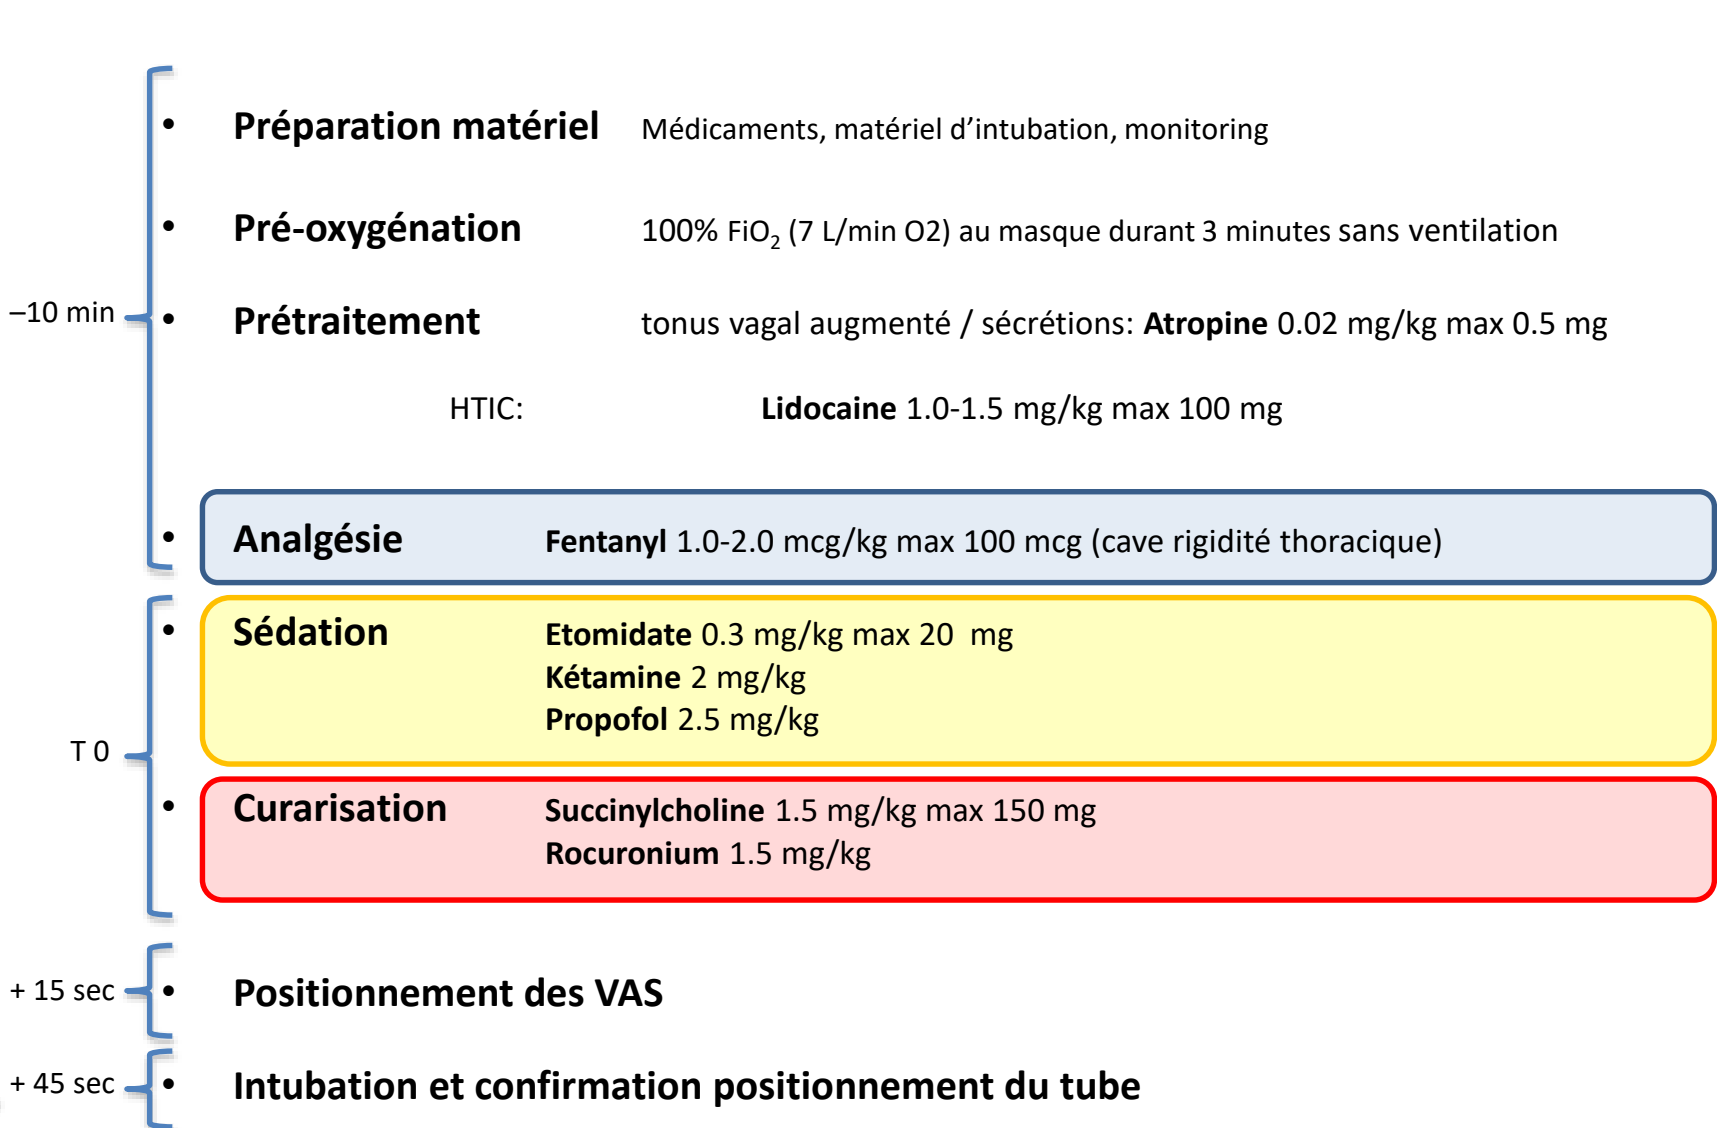 • Préparation matériel Médicaments, matériel d'intubation, monitoring
• Pré-oxygénation 100% FiO₂ (7 L/min O2) au masque durant 3 minutes sans ventilation
–10 min • Prétraitement tonus vagal augmenté / sécrétions: Atropine 0.02 mg/kg max 0.5 mg
HTIC: Lidocaine 1.0-1.5 mg/kg max 100 mg
• Analgésie Fentanyl 1.0-2.0 mcg/kg max 100 mcg (cave rigidité thoracique)
• Sédation Etomidate 0.3 mg/kg max 20 mg
Kétamine 2 mg/kg
Propofol 2.5 mg/kg
T 0
• Curarisation Succinylcholine 1.5 mg/kg max 150 mg
Rocuronium 1.5 mg/kg
+ 15 sec • Positionnement des VAS
+ 45 sec • Intubation et confirmation positionnement du tube